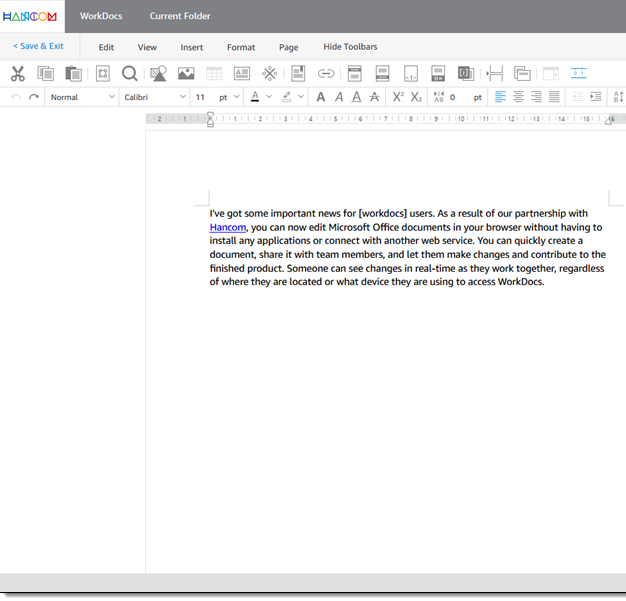 HANCOM WorkDocs Current Folder
< Save & Exit Edit View Insert Format Page Hide Toolbars
Normal Calibri 11 pt A A A A A X² X₂ AB 0 pt
2 1 1 2 3 4 5 6 7 8 9 10 11 12 13 14 15 16
I've got some important news for [workdocs] users. As a result of our partnership with
Hancom, you can now edit Microsoft Office documents in your browser without having to
install any applications or connect with another web service. You can quickly create a
document, share it with team members, and let them make changes and contribute to the
finished product. Someone can see changes in real-time as they work together, regardless
of where they are located or what device they are using to access WorkDocs.